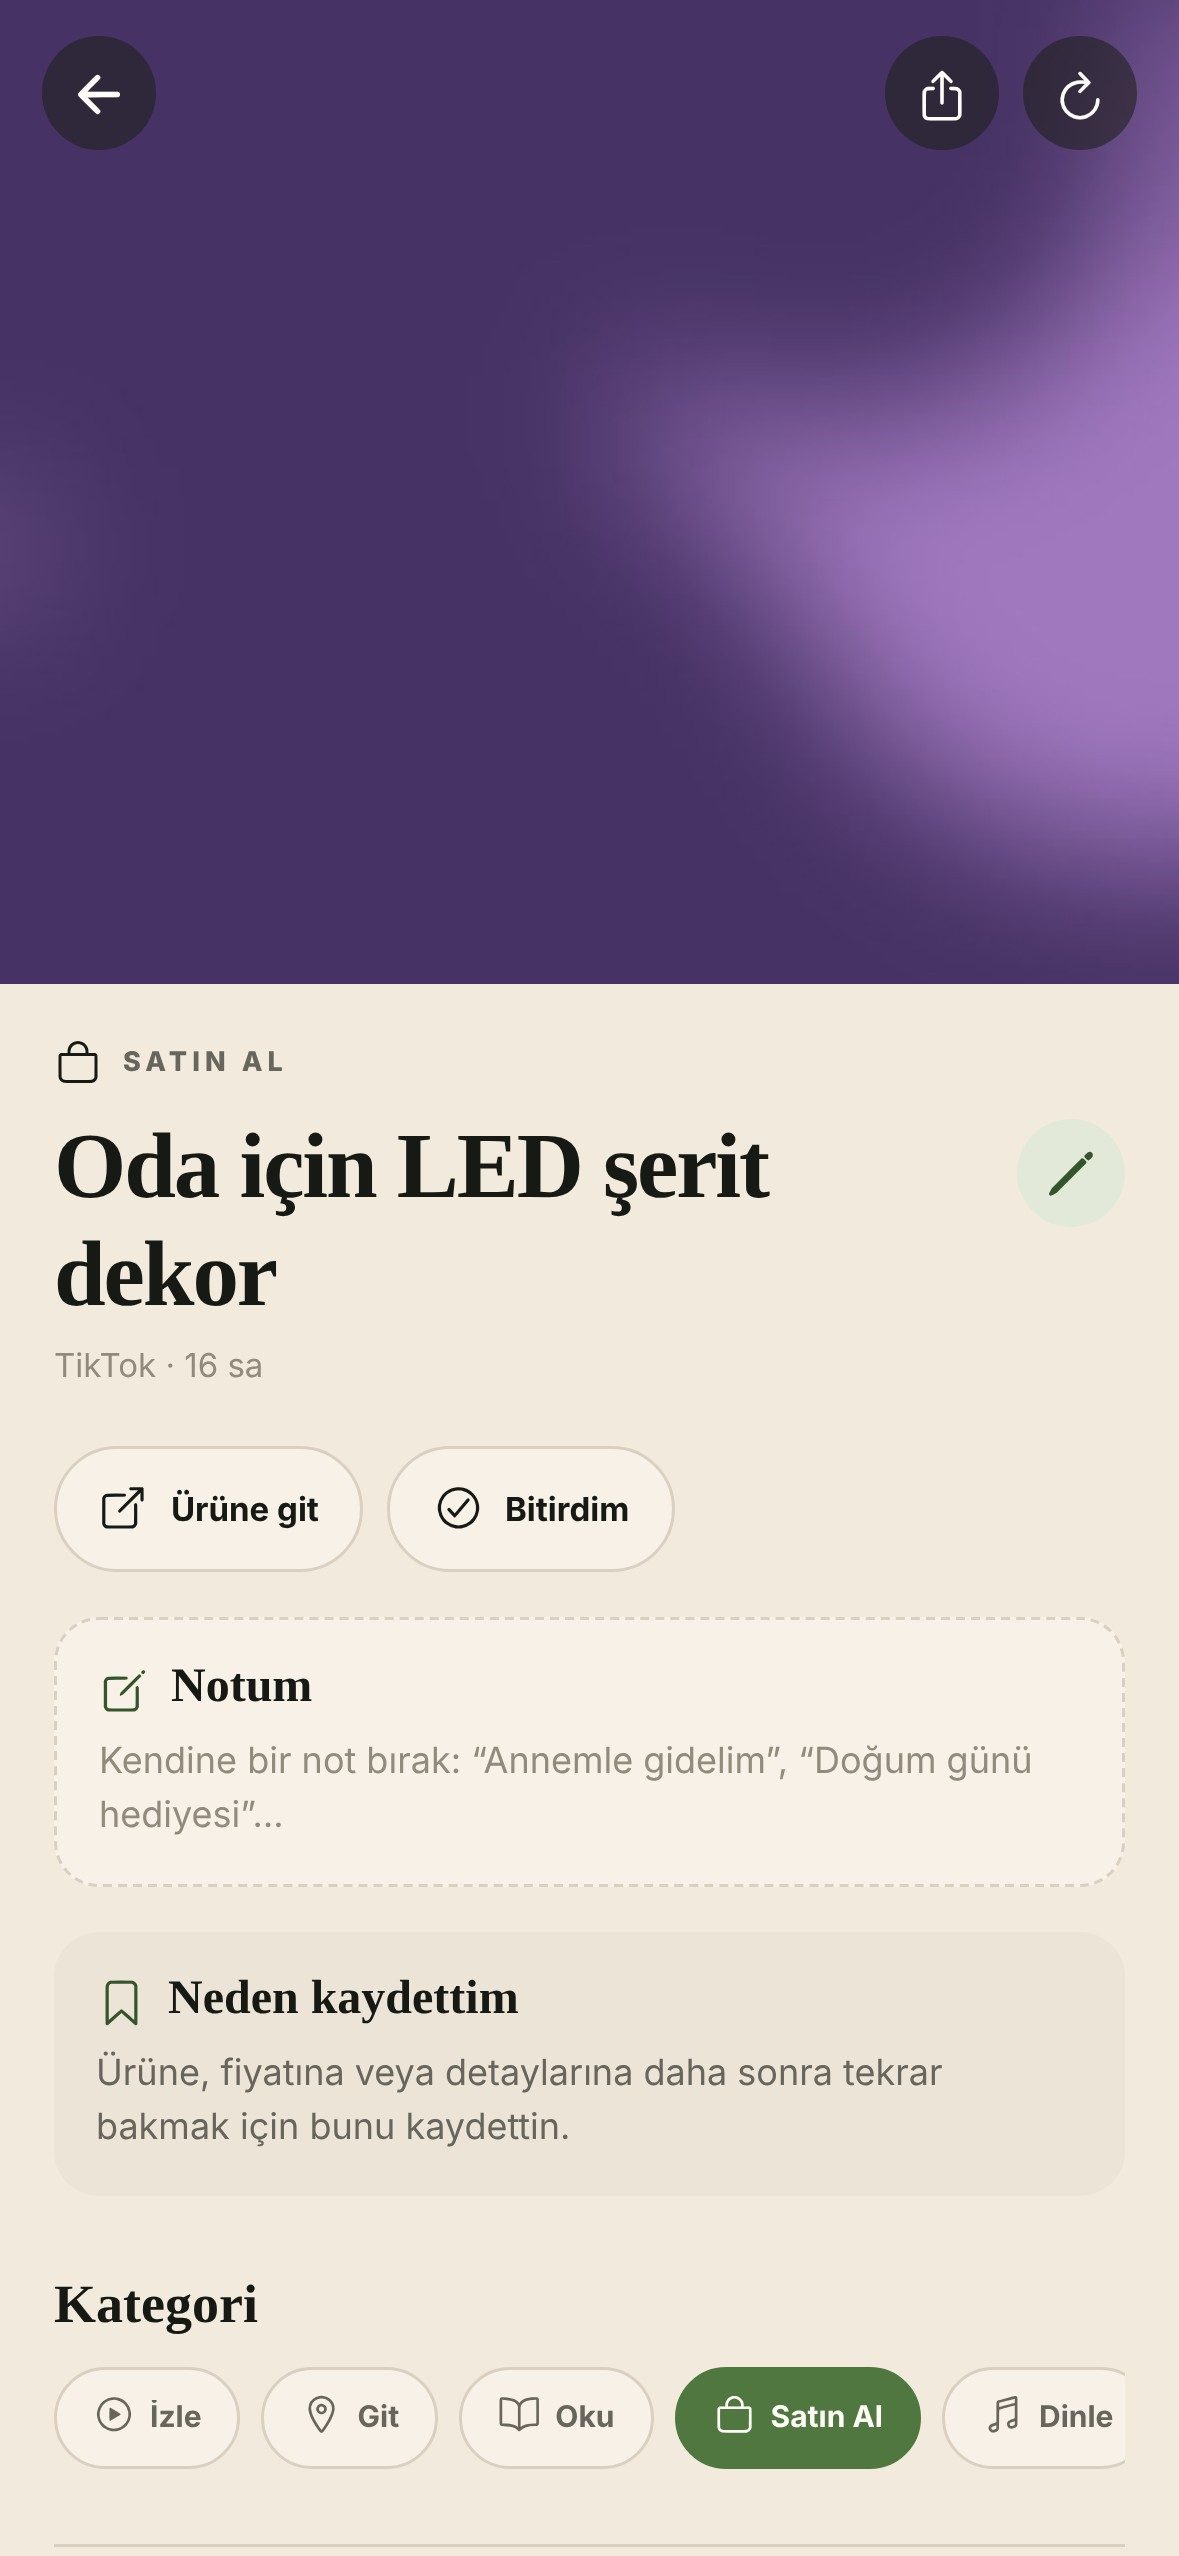 SATIN AL
Oda için LED şerit
dekor
TikTok · 16 sa
Ürüne git
Bitirdim
Notum
Kendine bir not bırak: “Annemle gidelim”, “Doğum günü
hediyesi”...
Neden kaydettim
Ürüne, fiyatına veya detaylarına daha sonra tekrar
bakmak için bunu kaydettin.
Kategori
İzle
Git
Oku
Satın Al
Dinle